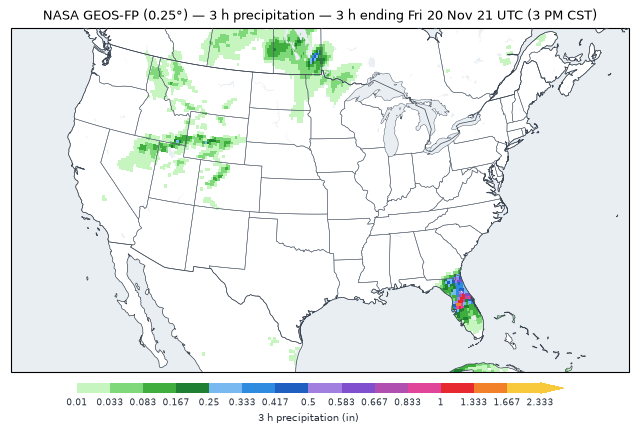 NASA GEOS-FP (0.25°) — 3 h precipitation — 3 h ending Fri 20 Nov 21 UTC (3 PM CST)
0.01 0.033 0.083 0.167 0.25 0.333 0.417 0.5 0.583 0.667 0.833 1 1.333 1.667 2.333
3 h precipitation (in)